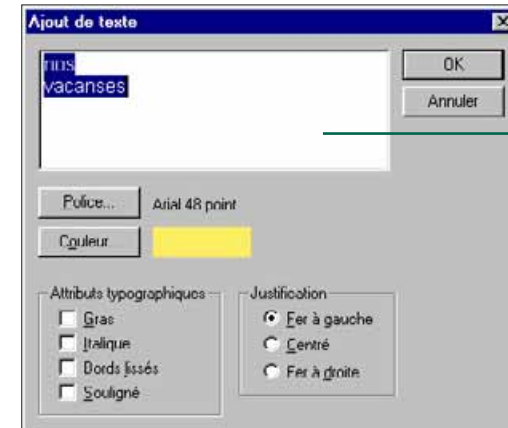 Ajout de texte
nos
vacanses
OK
Annuler
Police...
Arial 48 point
Couleur
Attributs typographiques
Gras
Italique
Bords lissés
Souligné
Justification
Fer à gauche
Centré
Fer à droite